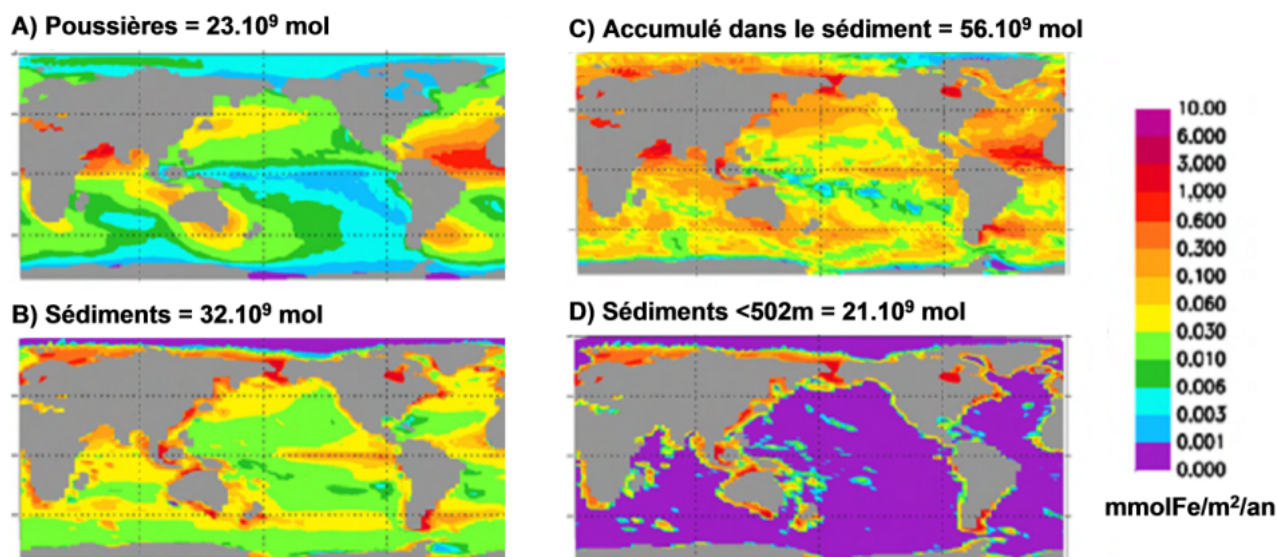 A) Poussières = 23.10⁹ mol
C) Accumulé dans le sédiment = 56.10⁹ mol
B) Sédiments = 32.10⁹ mol
D) Sédiments <502m = 21.10⁹ mol
10.00
6.000
3.000
1.000
0.600
0.300
0.100
0.060
0.030
0.010
0.006
0.003
0.001
0.000
mmolFe/m²/an